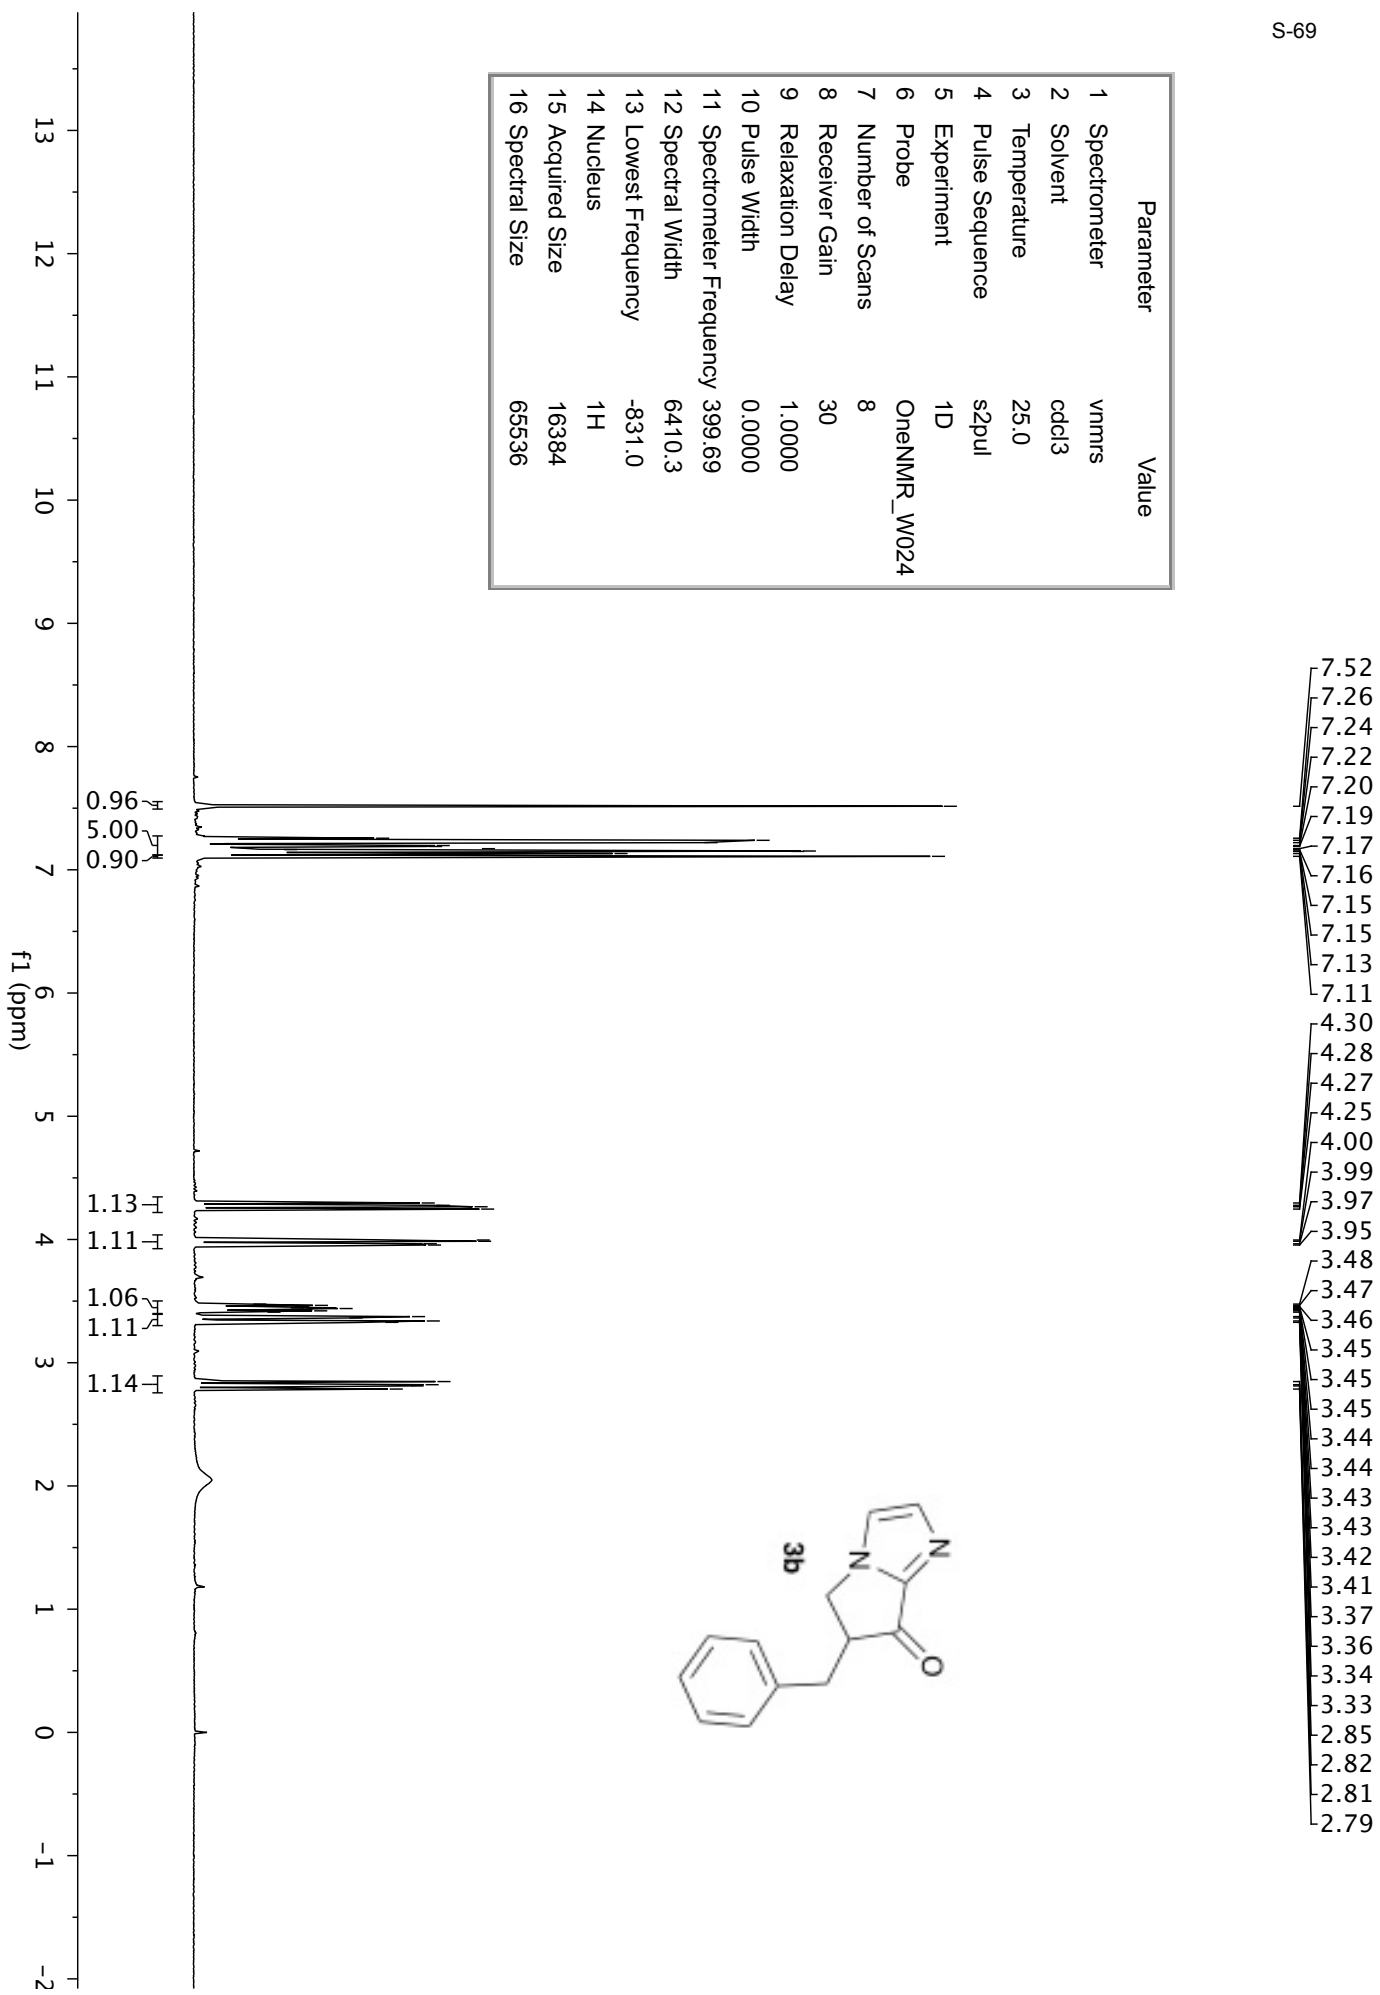 S-69
Parameter Value
1 Spectrometer vnmrs
2 Solvent cdcl3
3 Temperature 25.0
4 Pulse Sequence s2pul
5 Experiment 1D
6 Probe OneNMR_W024
7 Number of Scans 8
8 Receiver Gain 30
9 Relaxation Delay 1.0000
10 Pulse Width 0.0000
11 Spectrometer Frequency 399.69
12 Spectral Width 6410.3
13 Lowest Frequency -831.0
14 Nucleus 1H
15 Acquired Size 16384
16 Spectral Size 65536
7.52
7.26
7.24
7.22
7.20
7.19
7.17
7.16
7.15
7.15
7.13
7.11
4.30
4.28
4.27
4.25
4.00
3.99
3.97
3.95
3.48
3.47
3.46
3.45
3.45
3.45
3.44
3.44
3.43
3.43
3.42
3.41
3.37
3.36
3.34
3.33
2.85
2.82
2.81
2.79
N
N
O
3b
0.96
5.00
0.90
1.13
1.11
1.06
1.11
1.14
13 12 11 10 9 8 7 6 5 4 3 2 1 0 -1 -2
f1 (ppm)